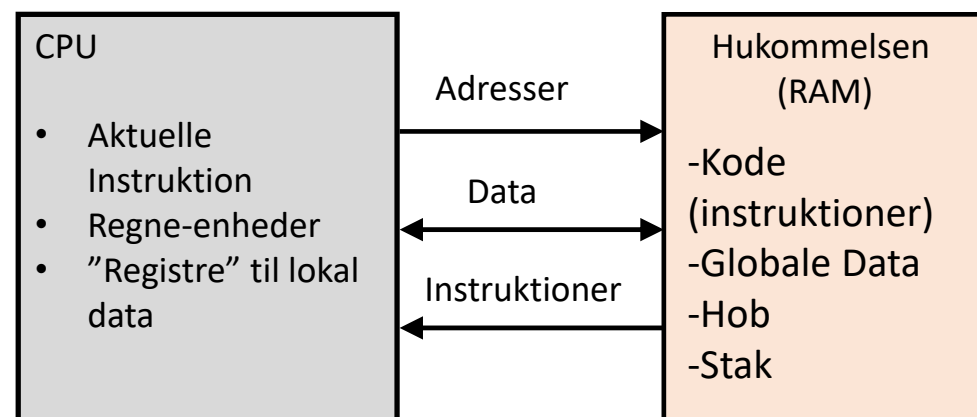 CPU
• Aktuelle
Instruktion
• Regne-enheder
• ”Registre” til lokal
data
Adresser
Data
Instruktioner
Hukommelsen
(RAM)
-Kode
(instruktioner)
-Globale Data
-Hob
-Stak